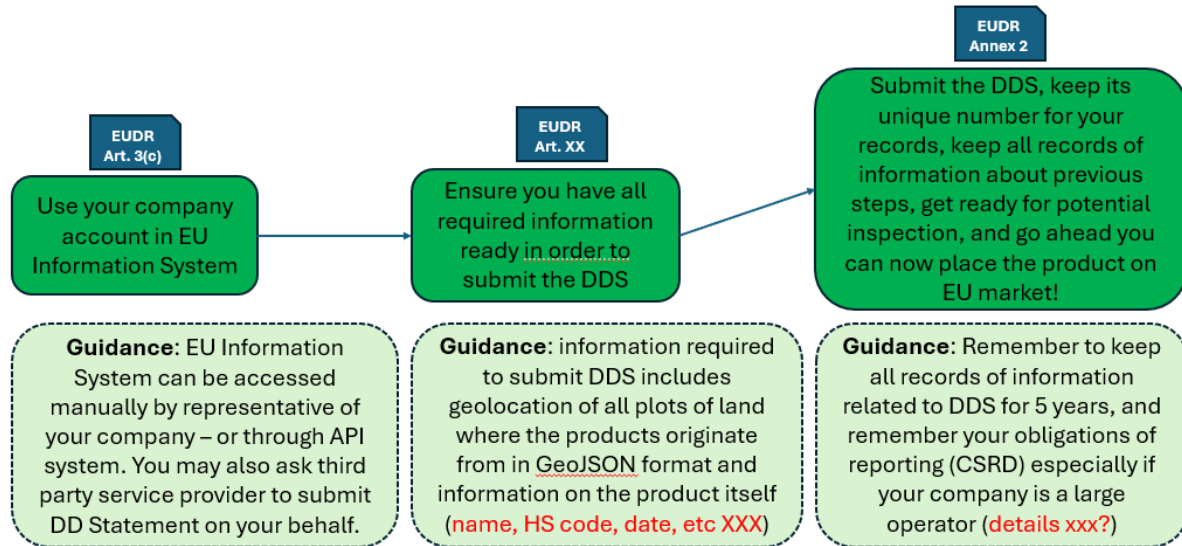 EUDR
Art. 3(c)
Use your company
account in EU
Information System
EUDR
Art. XX
Ensure you have all
required information
ready in order to
submit the DDS
EUDR
Annex 2
Submit the DDS, keep its
unique number for your
records, keep all records of
information about previous
steps, get ready for potential
inspection, and go ahead you
can now place the product on
EU market!
Guidance: EU Information
System can be accessed
manually by representative of
your company – or through API
system. You may also ask third
party service provider to submit
DD Statement on your behalf.
Guidance: information required
to submit DDS includes
geolocation of all plots of land
where the products originate
from in GeoJSON format and
information on the product itself
(name, HS code, date, etc XXX)
Guidance: Remember to keep
all records of information
related to DDS for 5 years, and
remember your obligations of
reporting (CSRD) especially if
your company is a large
operator (details xxx?)